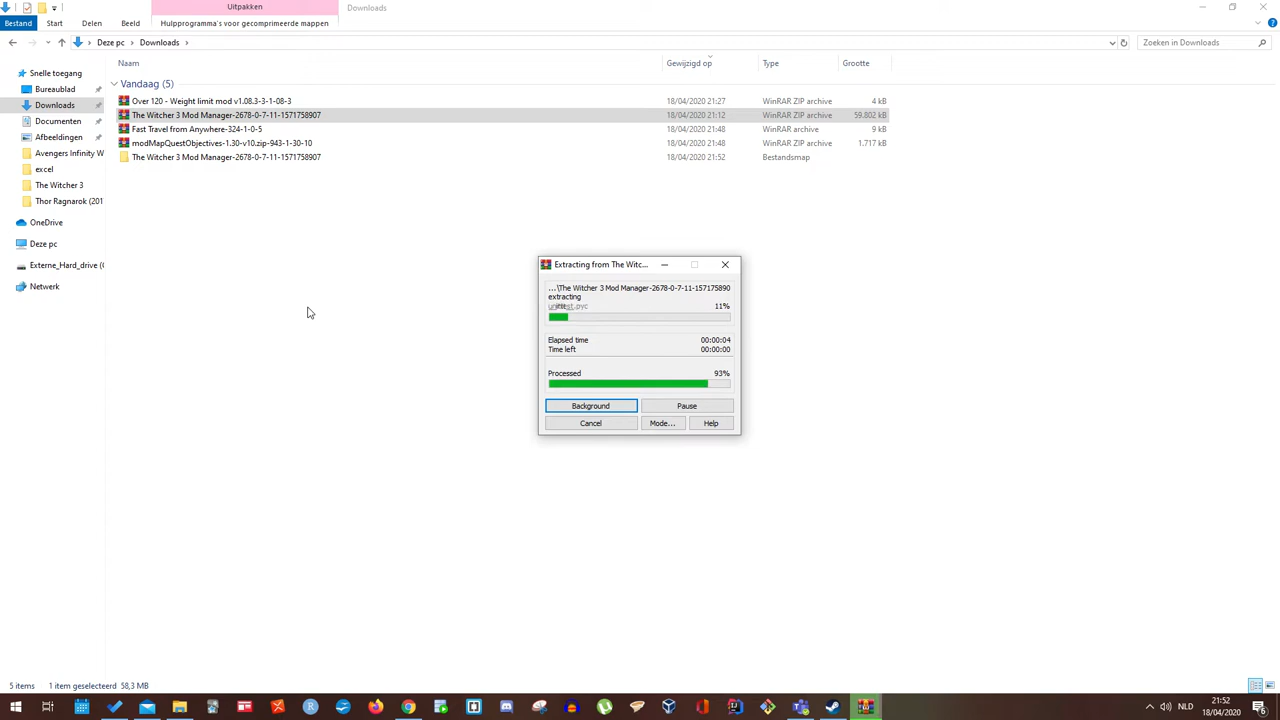 Uitpakken
Downloads
Bestand Start Delen Beeld Hulpprogramma's voor gecomprimeerde mappen
Deze pc > Downloads >
Zoeken in Downloads
Naam Gewijzigd op Type Grootte
Snelle toegang
Bureaublad
Downloads
Documenten
Afbeeldingen
Avengers Infinity W
excel
The Witcher 3
Thor Ragnarok (201
OneDrive
Deze pc
Externe_Hard_drive (
Netwerk
Vandaag (5)
Over 120 - Weight limit mod v1.08.3-3-1-08-3 18/04/2020 21:27 WinRAR ZIP archive 4 kB
The Witcher 3 Mod Manager-2678-0-7-11-1571758907 18/04/2020 21:12 WinRAR ZIP archive 59.802 kB
Fast Travel from Anywhere-324-1-0-5 18/04/2020 21:48 WinRAR archive 9 kB
modMapQuestObjectives-1.30-v10.zip-943-1-30-10 18/04/2020 21:48 WinRAR ZIP archive 1.717 kB
The Witcher 3 Mod Manager-2678-0-7-11-1571758907 18/04/2020 21:52 Bestandsmap
Extracting from The Witc...
...\The Witcher 3 Mod Manager-2678-0-7-11-157175890
extracting
11%
Elapsed time 00:00:04
Time left 00:00:00
Processed 93%
Background Pause
Cancel Mode... Help
5 items 1 item geselecteerd 58,3 MB
NLD
21:52
18/04/2020
6